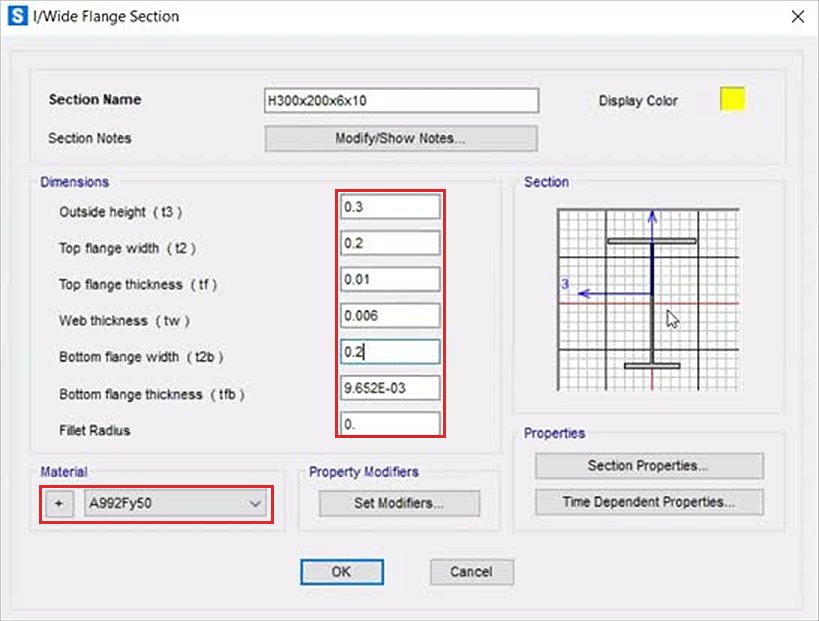 S I/Wide Flange Section
Section Name H300x200x6x10 Display Color
Section Notes Modify/Show Notes...
Dimensions
Outside height ( t3 ) 0.3
Top flange width ( t2 ) 0.2
Top flange thickness ( tf ) 0.01
Web thickness ( tw ) 0.006
Bottom flange width ( t2b ) 0.2
Bottom flange thickness ( tfb ) 9.652E-03
Fillet Radius 0.
Section
3
Material
+ A992Fy50
Property Modifiers
Set Modifiers...
Properties
Section Properties...
Time Dependent Properties...
OK Cancel